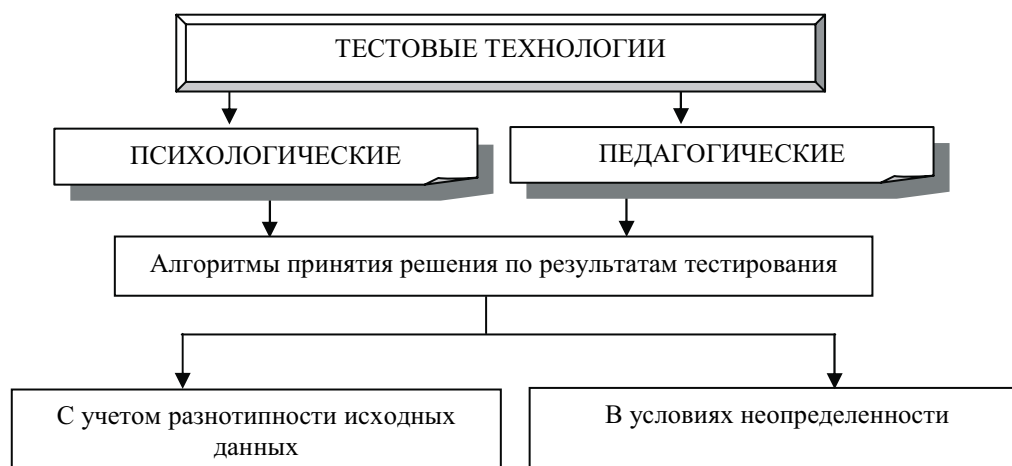 ТЕСТОВЫЕ ТЕХНОЛОГИИ
ПСИХОЛОГИЧЕСКИЕ
ПЕДАГОГИЧЕСКИЕ
Алгоритмы принятия решения по результатам тестирования
С учетом разнотипности исходных
данных
В условиях неопределенности